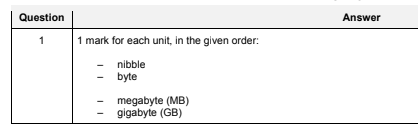 Question Answer
1 1 mark for each unit, in the given order:
– nibble
– byte
– megabyte (MB)
– gigabyte (GB)